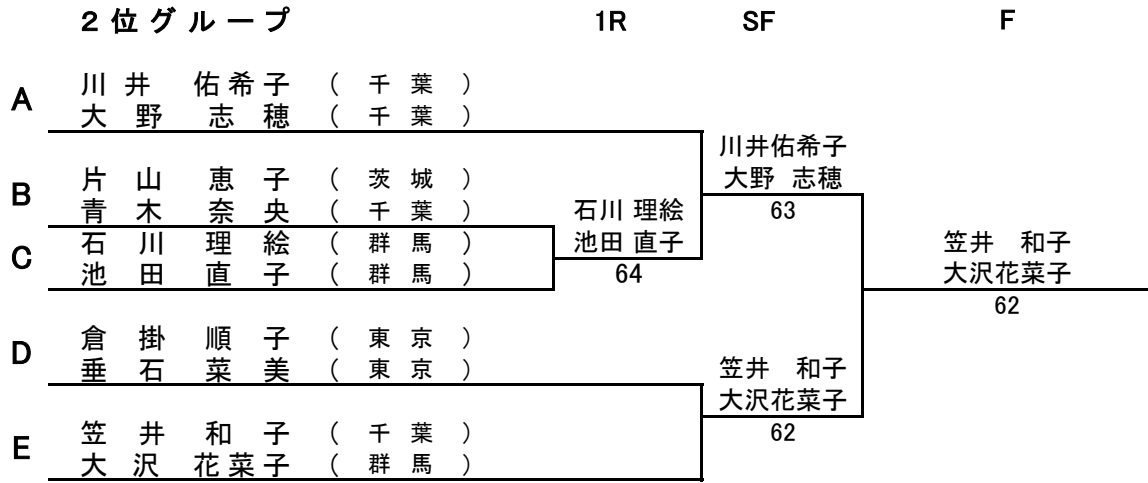 ２位グループ 1R SF F
A
川井 佑希子 （ 千葉 ）
大野 志穂 （ 千葉 ）
川井佑希子
大野 志穂
63
B
片山 恵子 （ 茨城 ）
青木 奈央 （ 千葉 ）
石川 理絵
池田 直子
64
C
石川 理絵 （ 群馬 ）
池田 直子 （ 群馬 ）
笠井 和子
大沢花菜子
62
D
倉掛 順子 （ 東京 ）
垂石 菜美 （ 東京 ）
笠井 和子
大沢花菜子
62
E
笠井 和子 （ 千葉 ）
大沢 花菜子 （ 群馬 ）